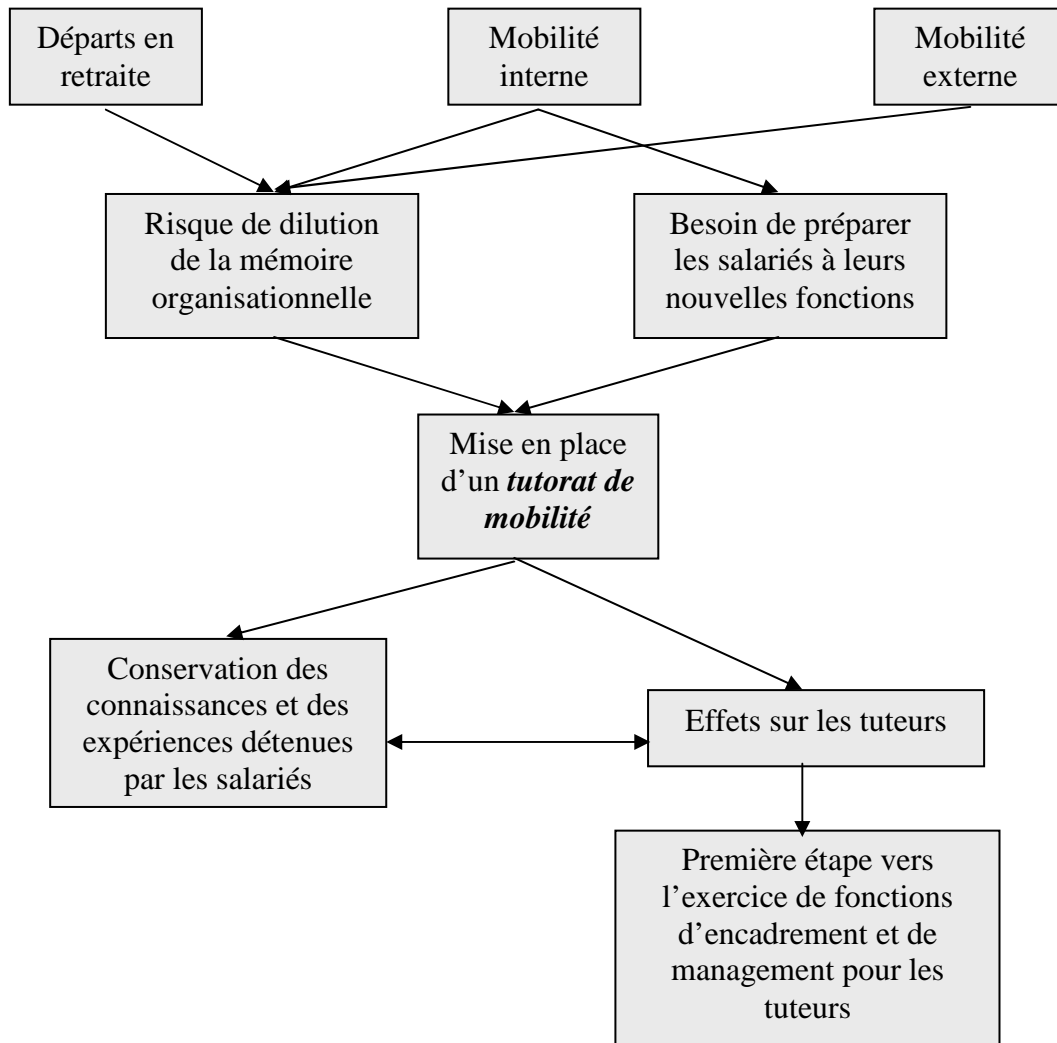 Départs en
retraite
Mobilité
interne
Mobilité
externe
Risque de dilution
de la mémoire
organisationnelle
Besoin de préparer
les salariés à leurs
nouvelles fonctions
Mise en place
d’un tutorat de
mobilité
Conservation des
connaissances et des
expériences détenues
par les salariés
Effets sur les tuteurs
Première étape vers
l’exercice de fonctions
d’encadrement et de
management pour les
tuteurs